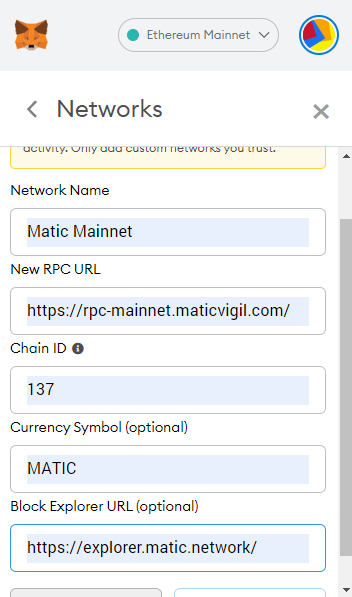 Ethereum Mainnet
Networks
activity. Only add custom networks you trust.
Network Name
Matic Mainnet
New RPC URL
https://rpc-mainnet.maticvigil.com/
Chain ID
137
Currency Symbol (optional)
MATIC
Block Explorer URL (optional)
https://explorer.matic.network/